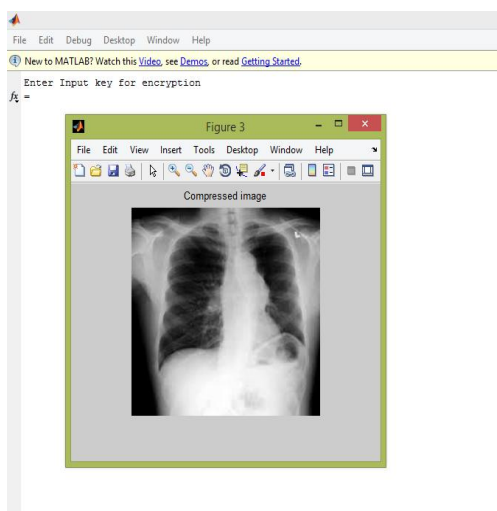 File Edit Debug Desktop Window Help
New to MATLAB? Watch this Video, see Demos, or read Getting Started.
Enter Input key for encryption
fx =
Figure 3
File Edit View Insert Tools Desktop Window Help
Compressed image